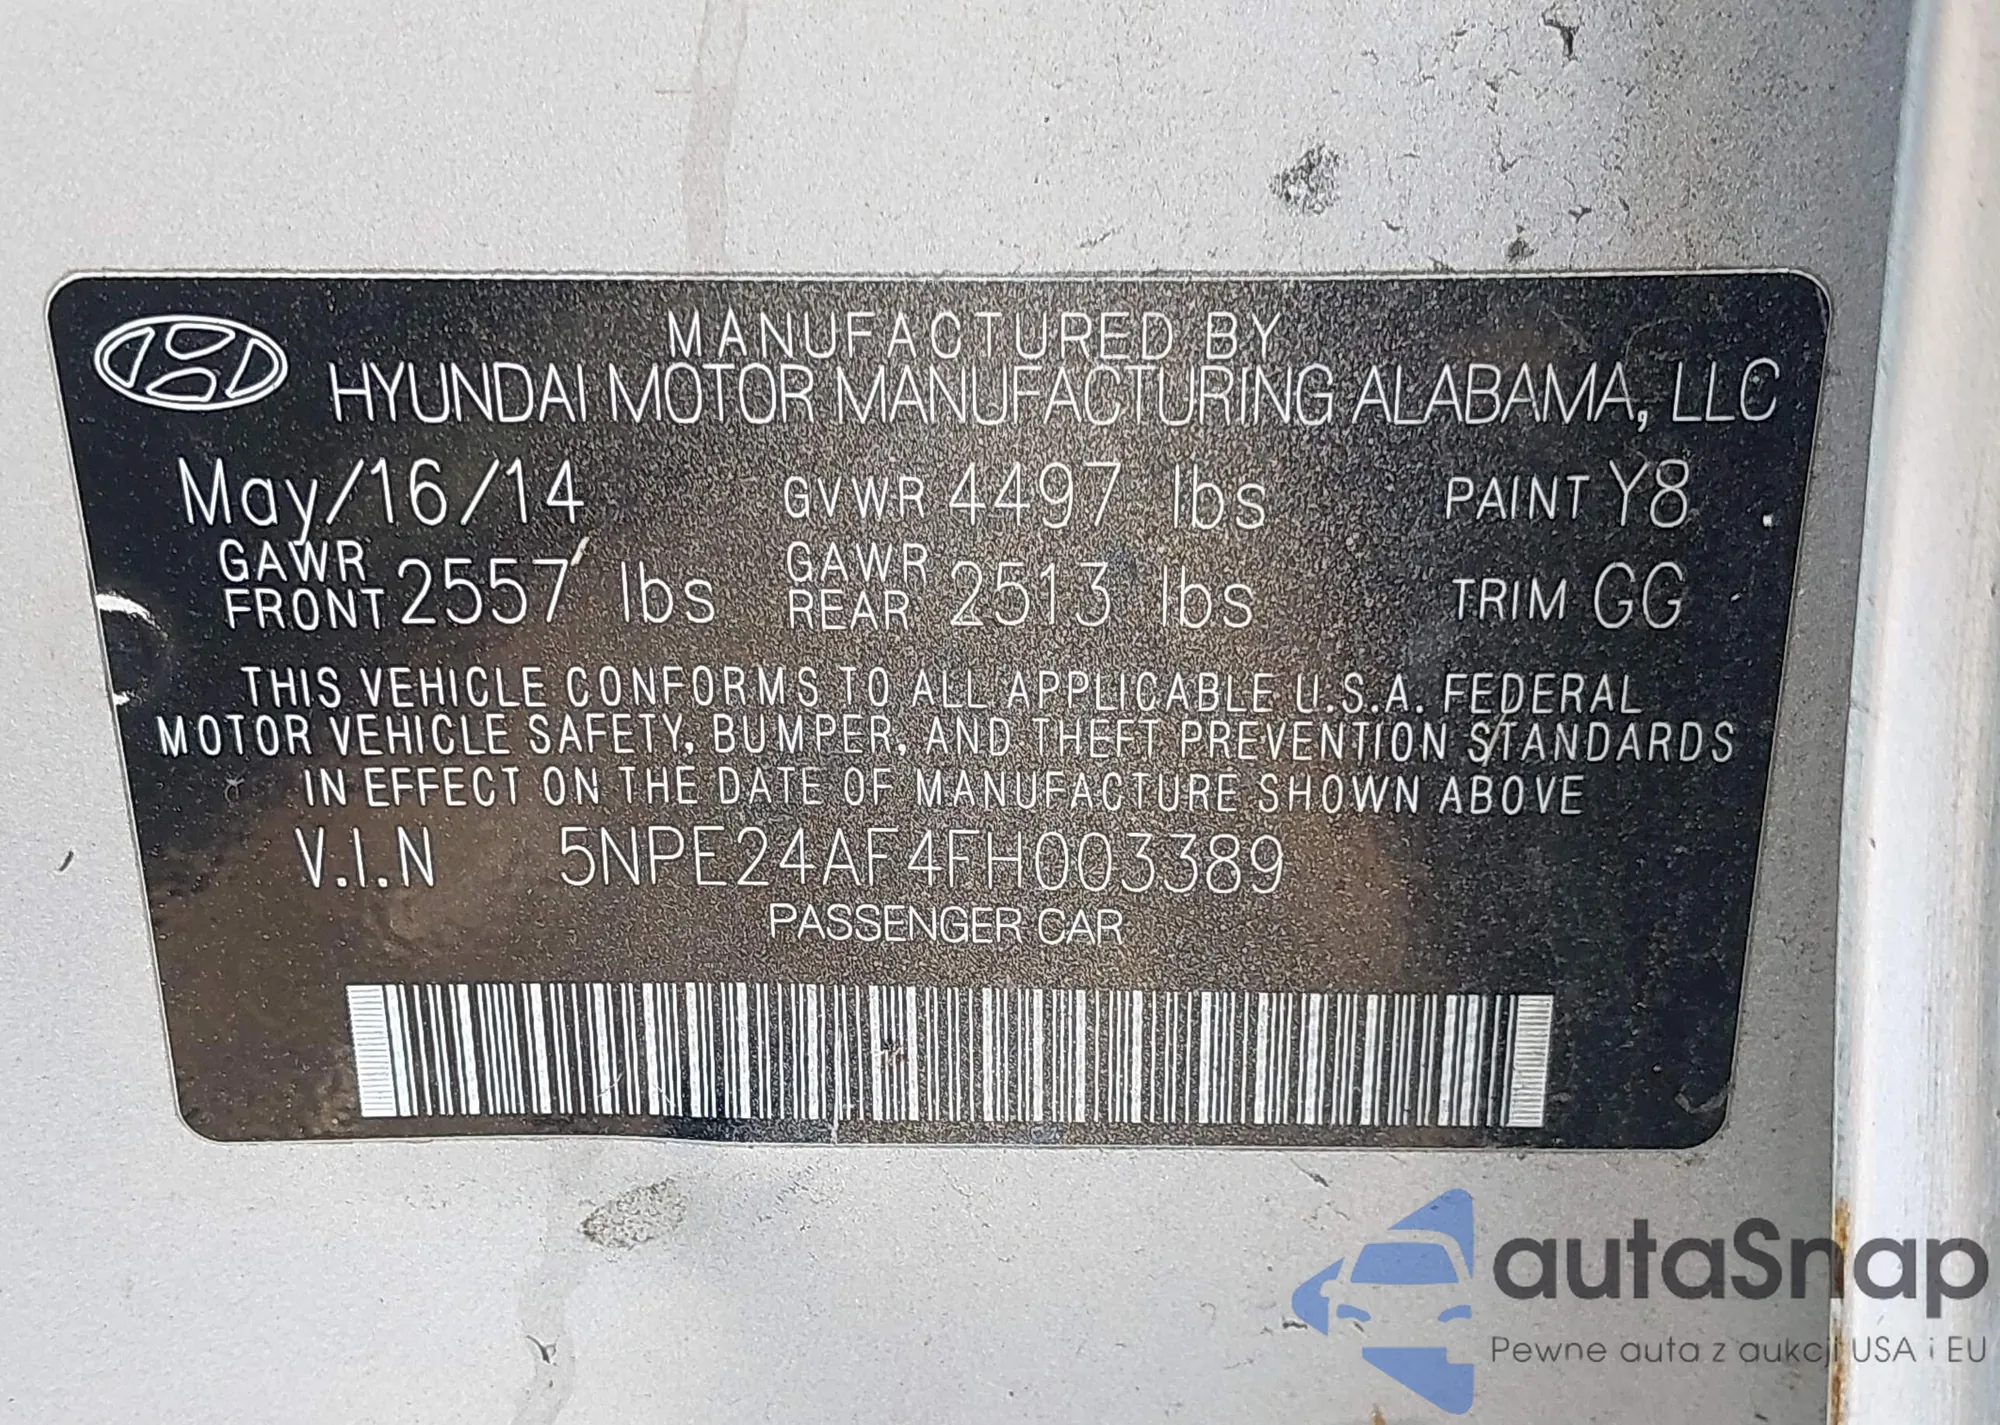 MANUFACTURED BY
HYUNDAI MOTOR MANUFACTURING ALABAMA, LLC
May/16/14 GVWR 4497 lbs PAINT Y8
GAWR FRONT 2557 lbs GAWR REAR 2513 lbs TRIM GG
THIS VEHICLE CONFORMS TO ALL APPLICABLE U.S.A. FEDERAL
MOTOR VEHICLE SAFETY, BUMPER, AND THEFT PREVENTION STANDARDS
IN EFFECT ON THE DATE OF MANUFACTURE SHOWN ABOVE
V.I.N 5NPE24AF4FH003389
PASSENGER CAR
autaSnap
Pewne auta z aukcji USA i EU